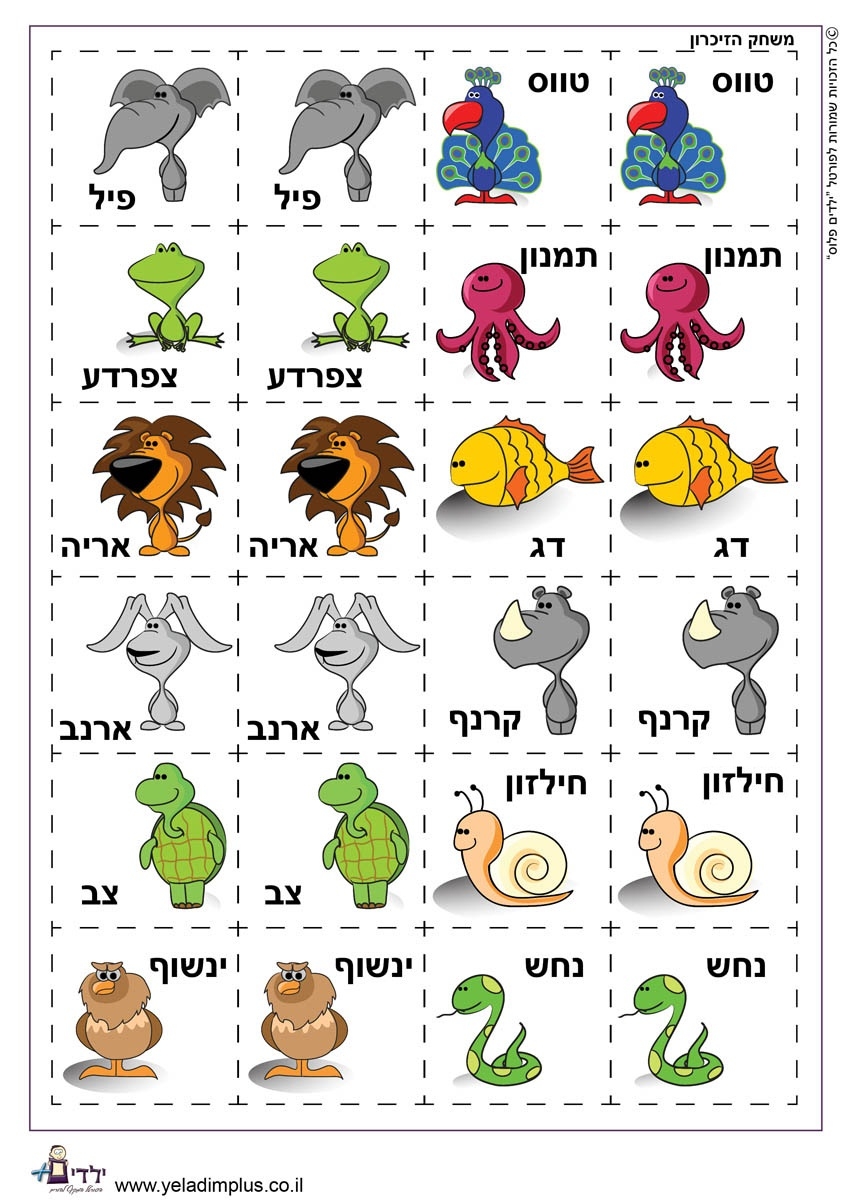 משחק הזיכרון
©כל הזכויות שמורות לפורטל "ילדים פלוס"
טווס
טווס
פיל
פיל
תמנון
תמנון
צפרדע
צפרדע
דג
דג
אריה
אריה
קרנף
קרנף
ארנב
ארנב
חילזון
חילזון
צב
צב
נחש
נחש
ינשוף
ינשוף
ילדים+
www.yeladimplus.co.il